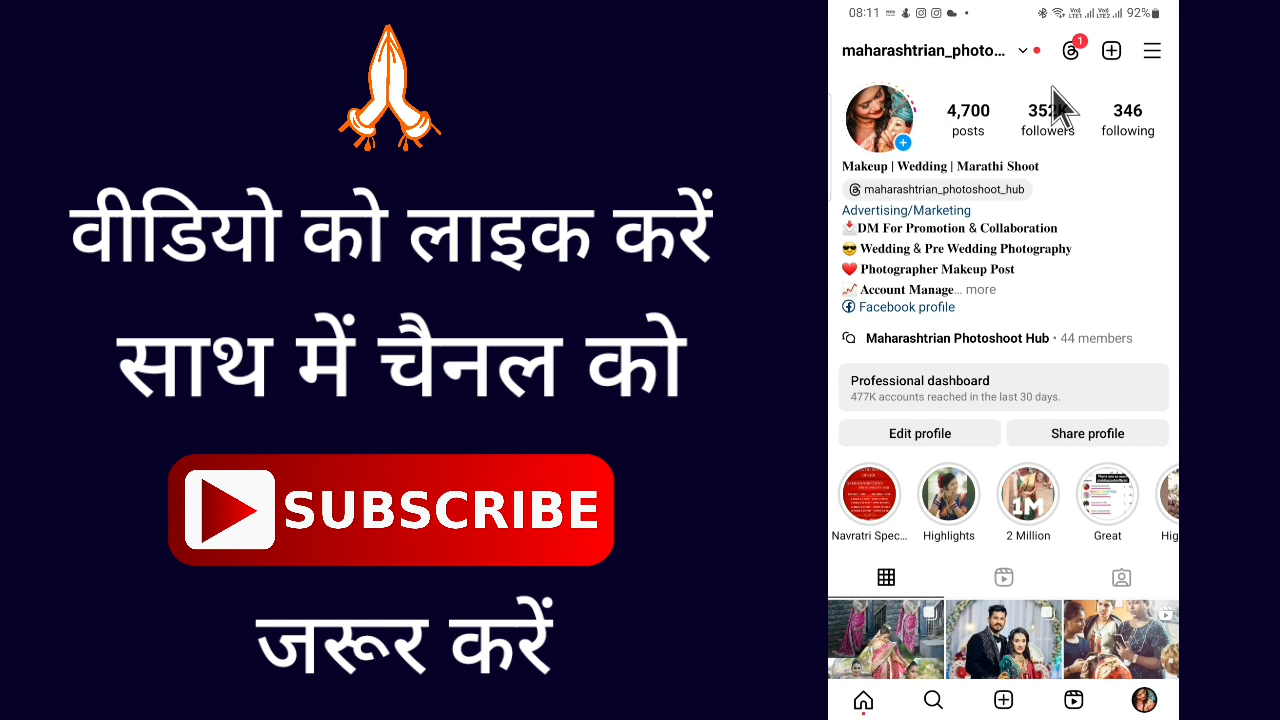 वीडियो को लाइक करें
साथ में चैनल को
SUBSCRIBE
जरूर करें
08:11
92%
maharashtrian_photo...
1
4,700
352K
346
posts
followers
following
Makeup | Wedding | Marathi Shoot
maharashtrian_photoshoot_hub
Advertising/Marketing
DM For Promotion & Collaboration
Wedding & Pre Wedding Photography
Photographer Makeup Post
Account Manage... more
Facebook profile
Maharashtrian Photoshoot Hub • 44 members
Professional dashboard
477K accounts reached in the last 30 days.
Edit profile
Share profile
1M
Navratri Spec...
Highlights
2 Million
Great
Hig